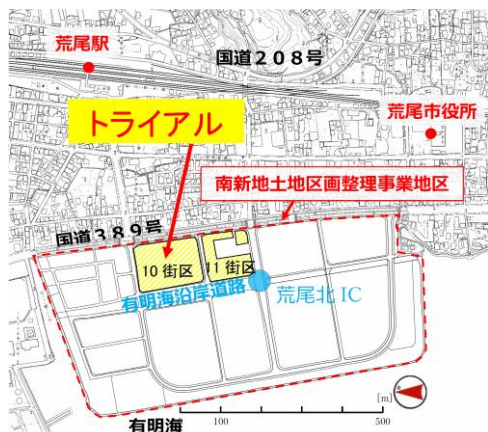 荒尾駅
国道208号
トライアル
荒尾市役所
南新地土地区画整理事業地区
国道389号
10 街区
11 街区
有明海沿岸道路
荒尾北 IC
有明海
[m]
100
500